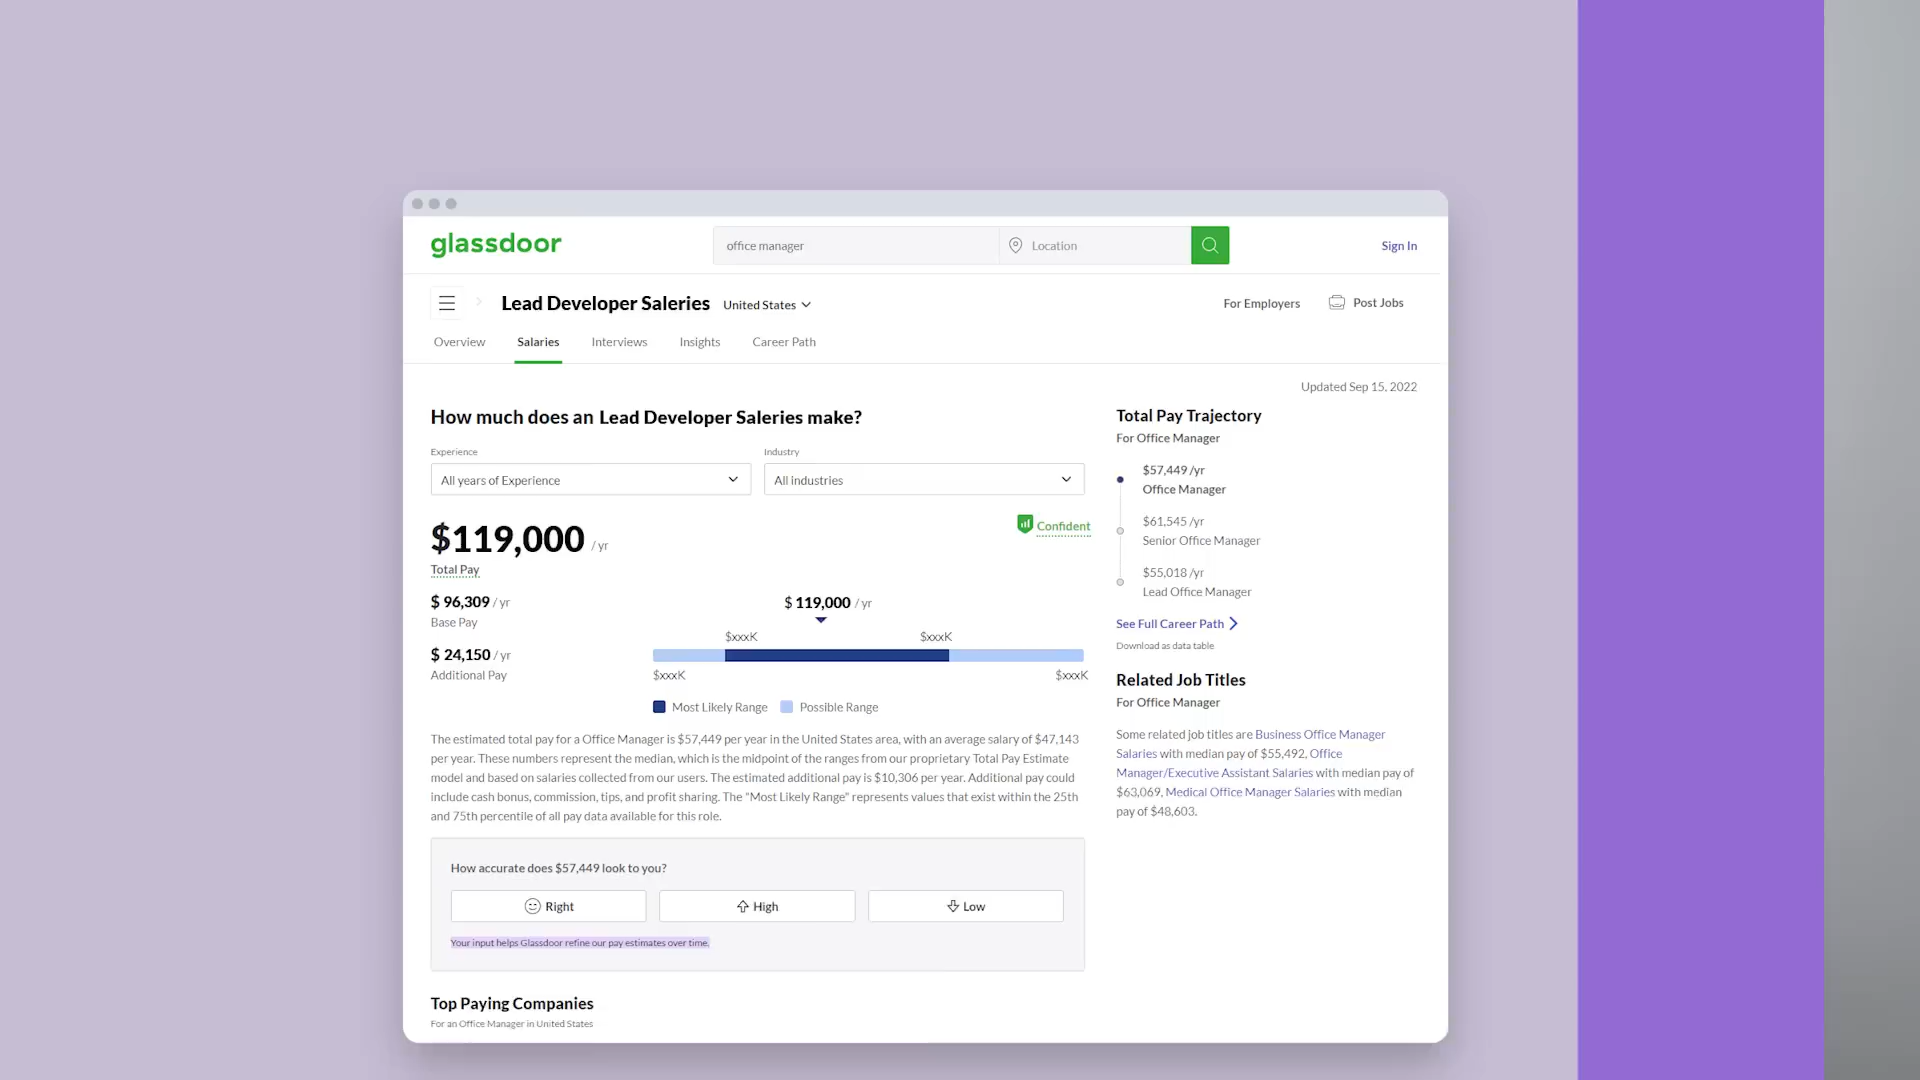 glassdoor
office manager
Location
Sign In
Lead Developer Saleries
United States
For Employers
Post Jobs
Overview
Salaries
Interviews
Insights
Career Path
Updated Sep 15, 2022
How much does an Lead Developer Saleries make?
Experience
Industry
All years of Experience
All industries
$119,000 / yr
Confident
Total Pay
$ 96,309 / yr
Base Pay
$ 24,150 / yr
Additional Pay
$ 119,000 / yr
$xxxK
$xxxK
$xxxK
$xxxK
Most Likely Range
Possible Range
The estimated total pay for a Office Manager is $57,449 per year in the United States area, with an average salary of $47,143
per year. These numbers represent the median, which is the midpoint of the ranges from our proprietary Total Pay Estimate
model and based on salaries collected from our users. The estimated additional pay is $10,306 per year. Additional pay could
include cash bonus, commission, tips, and profit sharing. The "Most Likely Range" represents values that exist within the 25th
and 75th percentile of all pay data available for this role.
How accurate does $57,449 look to you?
Right
High
Low
Your input helps Glassdoor refine our pay estimates over time.
Top Paying Companies
For an Office Manager in United States
Total Pay Trajectory
For Office Manager
$57,449 /yr
Office Manager
$61,545 /yr
Senior Office Manager
$55,018 /yr
Lead Office Manager
See Full Career Path
Download as data table
Related Job Titles
For Office Manager
Some related job titles are Business Office Manager
Salaries with median pay of $55,492, Office
Manager/Executive Assistant Salaries with median pay of
$63,069, Medical Office Manager Salaries with median
pay of $48,603.